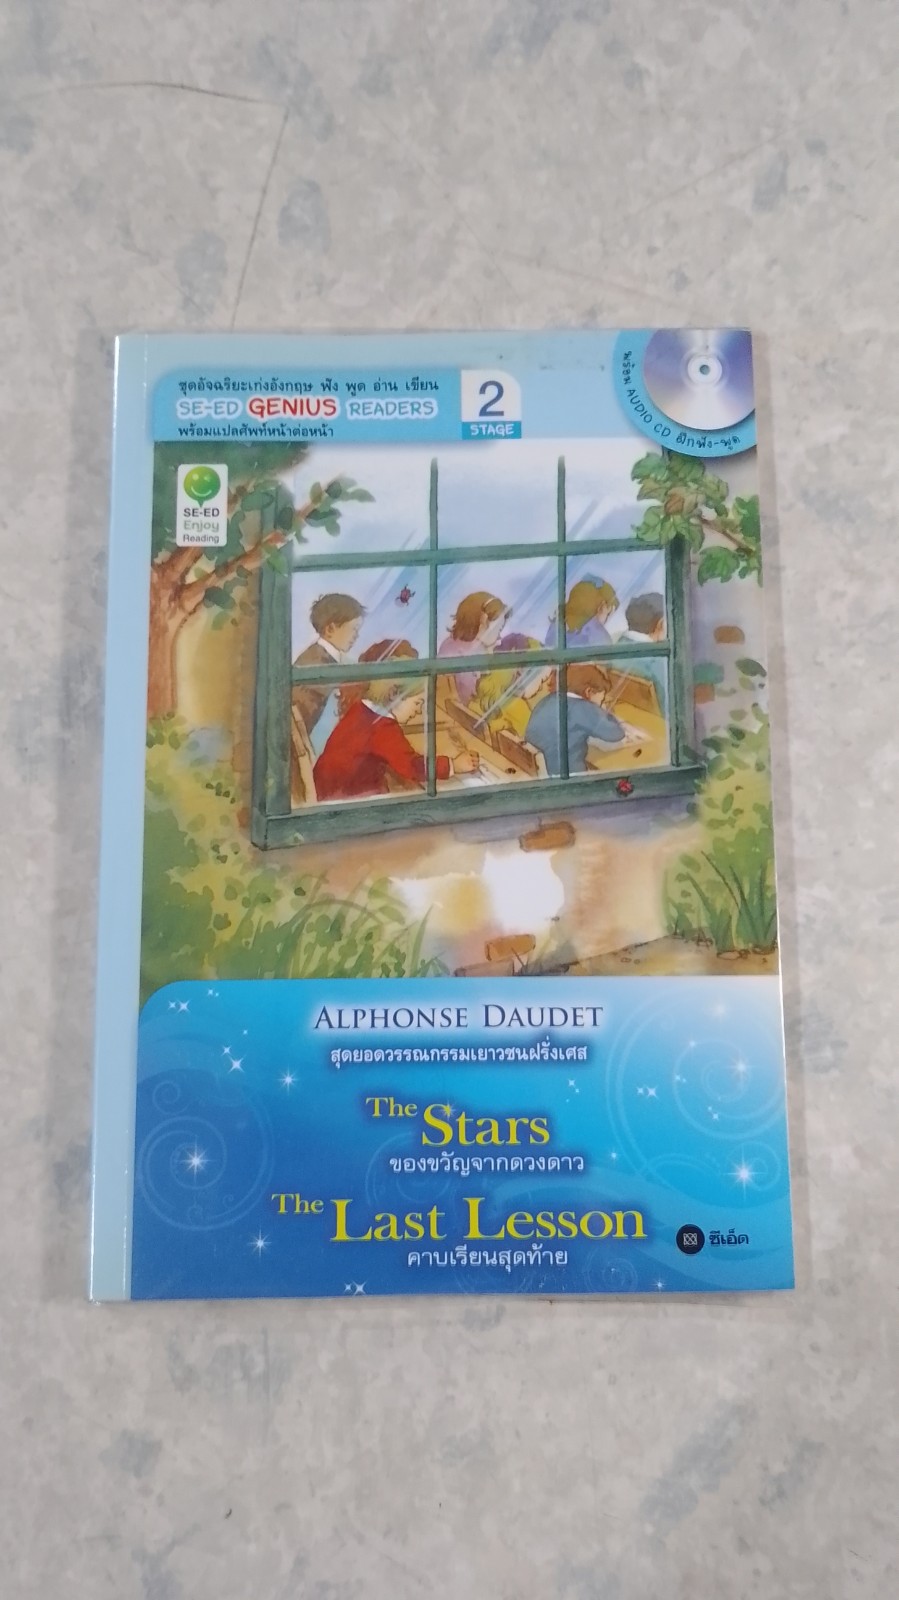 ชุดอัจฉริยะเก่งอังกฤษ ฟัง พูด อ่าน เขียน
SE-ED GENIUS READERS
พร้อมแปลศัพท์หน้าต่อหน้า
2
STAGE
พร้อม AUDIO CD ฝึกฟัง-พูด
SE-ED
Enjoy
Reading
ALPHONSE DAUDET
สุดยอดวรรณกรรมเยาวชนฝรั่งเศส
The Stars
ของขวัญจากดวงดาว
The Last Lesson
คาบเรียนสุดท้าย
ซีเอ็ด